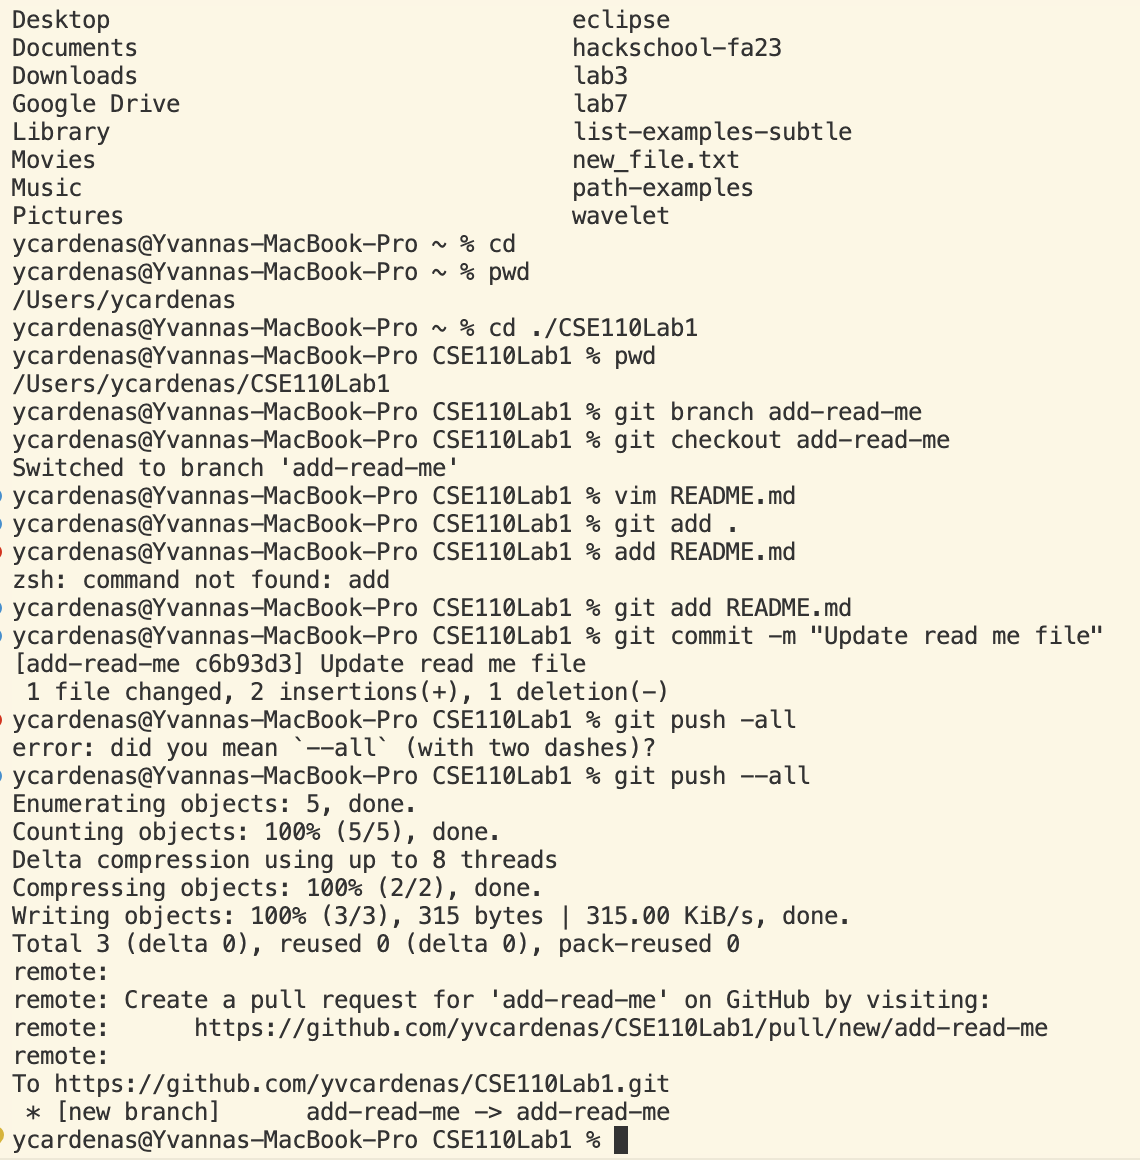 Desktop eclipse
Documents hackschool-fa23
Downloads lab3
Google Drive lab7
Library list-examples-subtle
Movies new_file.txt
Music path-examples
Pictures wavelet
ycardenas@Yvannas-MacBook-Pro ~ % cd
ycardenas@Yvannas-MacBook-Pro ~ % pwd
/Users/ycardenas
ycardenas@Yvannas-MacBook-Pro ~ % cd ./CSE110Lab1
ycardenas@Yvannas-MacBook-Pro CSE110Lab1 % pwd
/Users/ycardenas/CSE110Lab1
ycardenas@Yvannas-MacBook-Pro CSE110Lab1 % git branch add-read-me
ycardenas@Yvannas-MacBook-Pro CSE110Lab1 % git checkout add-read-me
Switched to branch 'add-read-me'
ycardenas@Yvannas-MacBook-Pro CSE110Lab1 % vim README.md
ycardenas@Yvannas-MacBook-Pro CSE110Lab1 % git add .
ycardenas@Yvannas-MacBook-Pro CSE110Lab1 % add README.md
zsh: command not found: add
ycardenas@Yvannas-MacBook-Pro CSE110Lab1 % git add README.md
ycardenas@Yvannas-MacBook-Pro CSE110Lab1 % git commit -m "Update read me file"
[add-read-me c6b93d3] Update read me file
 1 file changed, 2 insertions(+), 1 deletion(-)
ycardenas@Yvannas-MacBook-Pro CSE110Lab1 % git push -all
error: did you mean `--all` (with two dashes)?
ycardenas@Yvannas-MacBook-Pro CSE110Lab1 % git push --all
Enumerating objects: 5, done.
Counting objects: 100% (5/5), done.
Delta compression using up to 8 threads
Compressing objects: 100% (2/2), done.
Writing objects: 100% (3/3), 315 bytes | 315.00 KiB/s, done.
Total 3 (delta 0), reused 0 (delta 0), pack-reused 0
remote:
remote: Create a pull request for 'add-read-me' on GitHub by visiting:
remote:      https://github.com/yvcardenas/CSE110Lab1/pull/new/add-read-me
remote:
To https://github.com/yvcardenas/CSE110Lab1.git
 * [new branch]      add-read-me -> add-read-me
ycardenas@Yvannas-MacBook-Pro CSE110Lab1 %